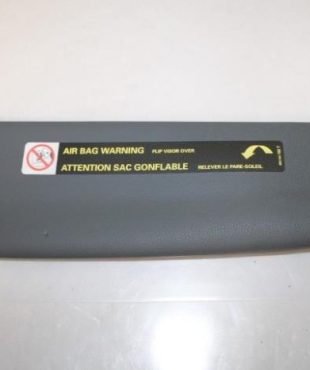 AIR BAG WARNING FLIP VISOR OVER
ATTENTION SAC GONFLABLE RELEVER LE PARE-SOLEIL